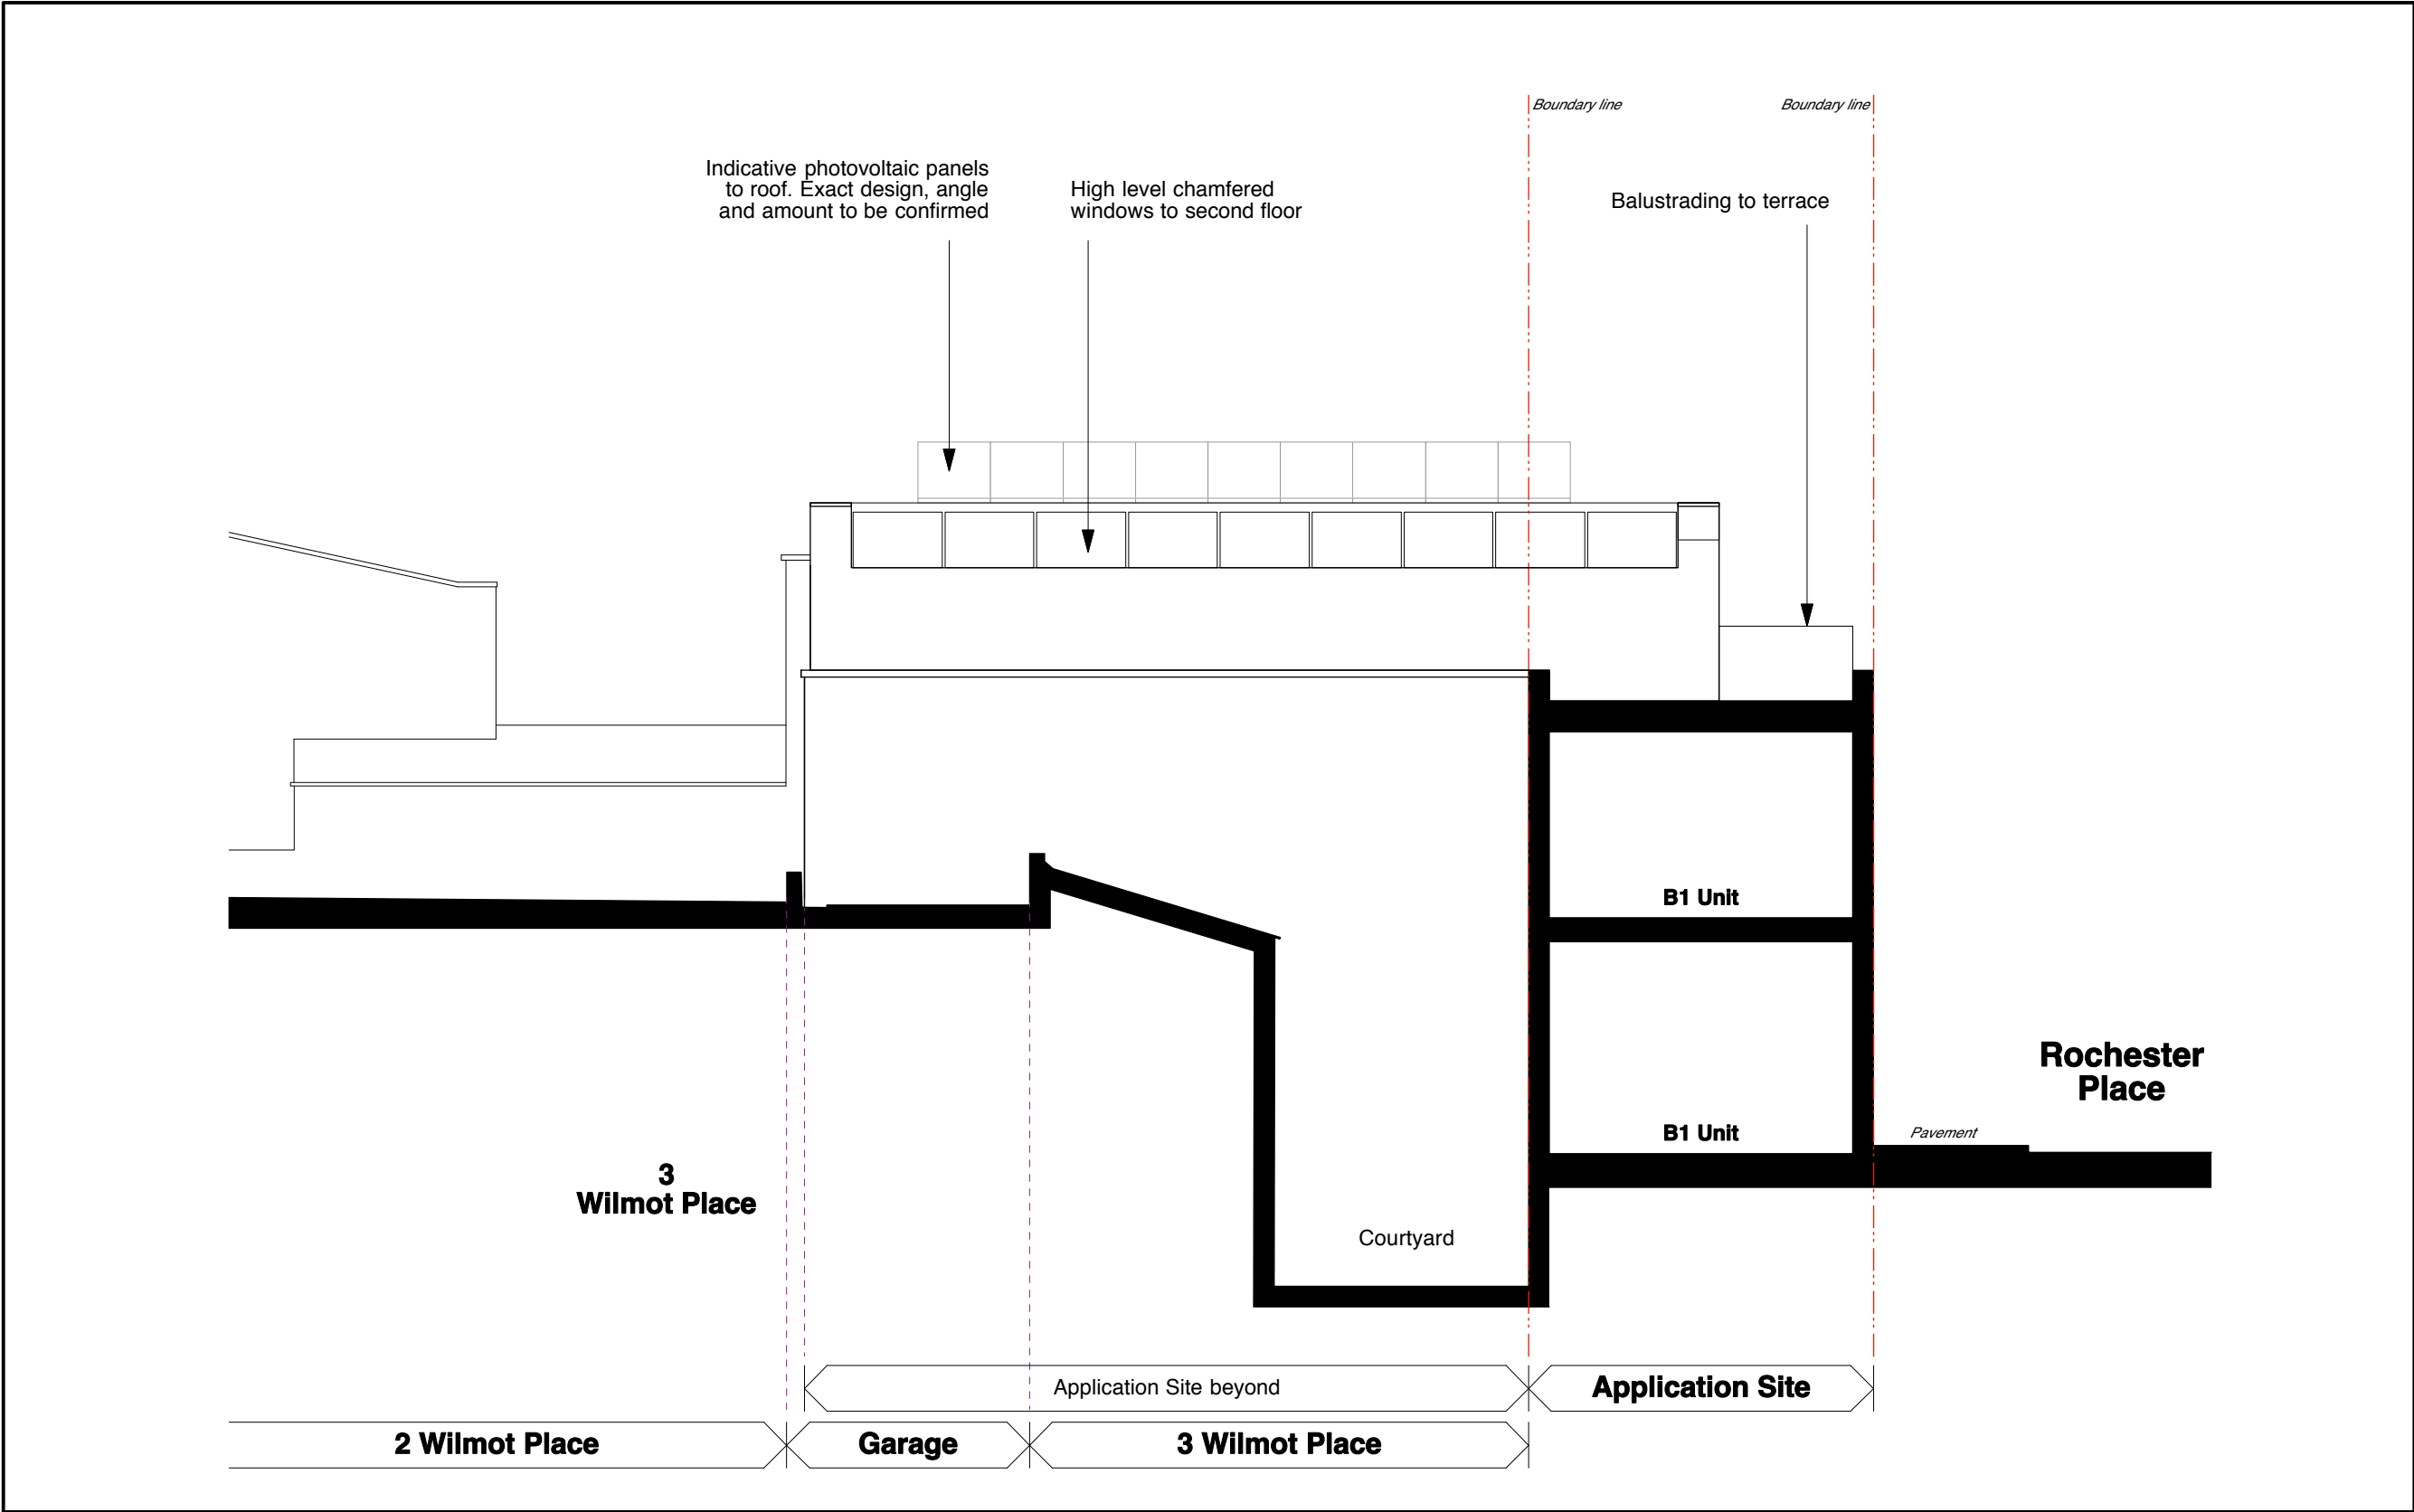 Boundary line
Boundary line
Indicative photovoltaic panels
to roof. Exact design, angle
and amount to be confirmed
High level chamfered
windows to second floor
Balustrading to terrace
B1 Unit
Rochester
Place
B1 Unit
Pavement
3
Wilmot Place
Courtyard
Application Site beyond
Application Site
2 Wilmot Place
Garage
3 Wilmot Place